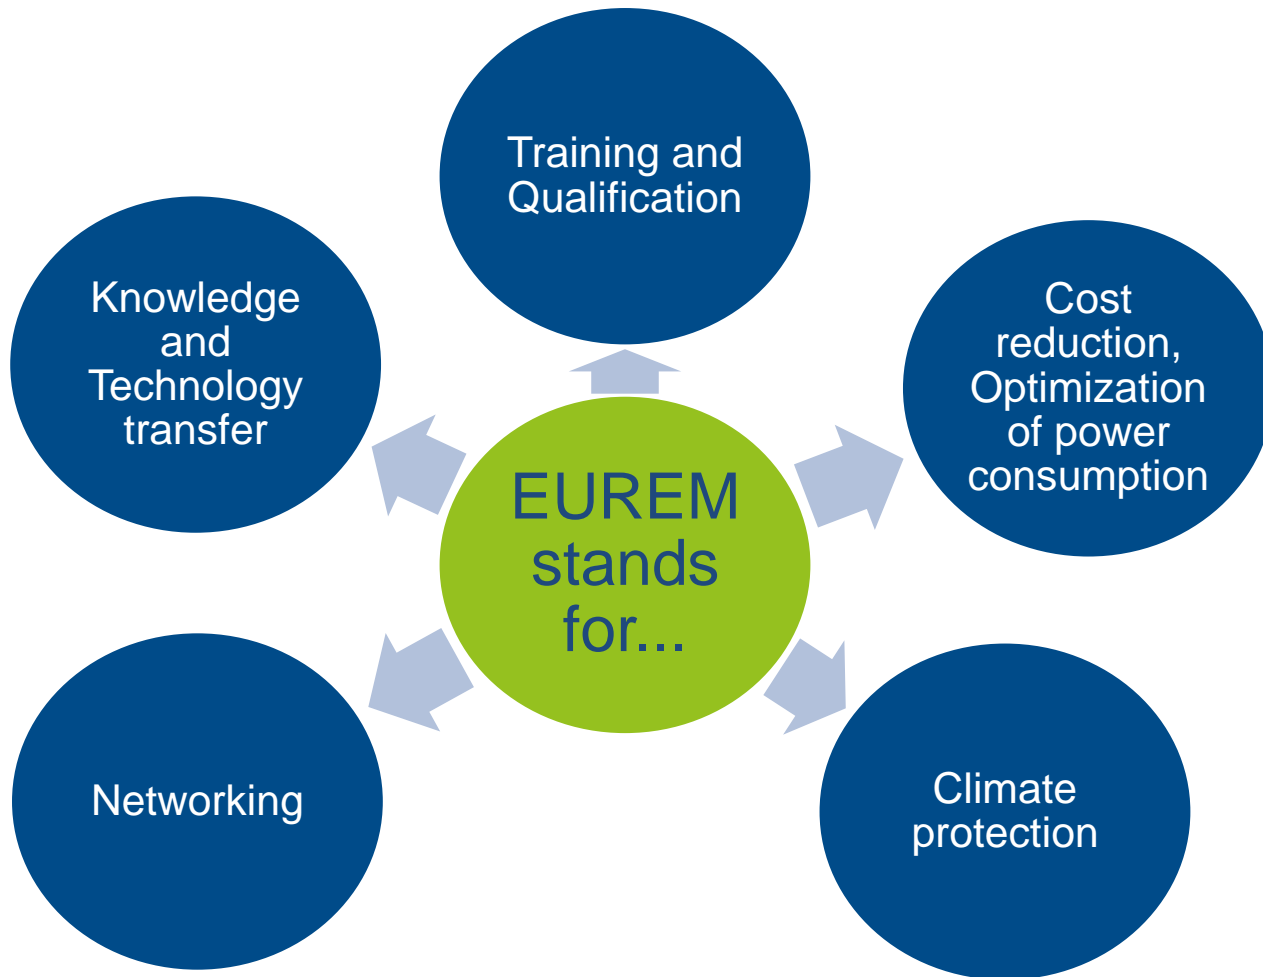 Training and
Qualification
Knowledge
and
Technology
transfer
Cost
reduction,
Optimization
of power
consumption
EUREM
stands
for...
Networking
Climate
protection